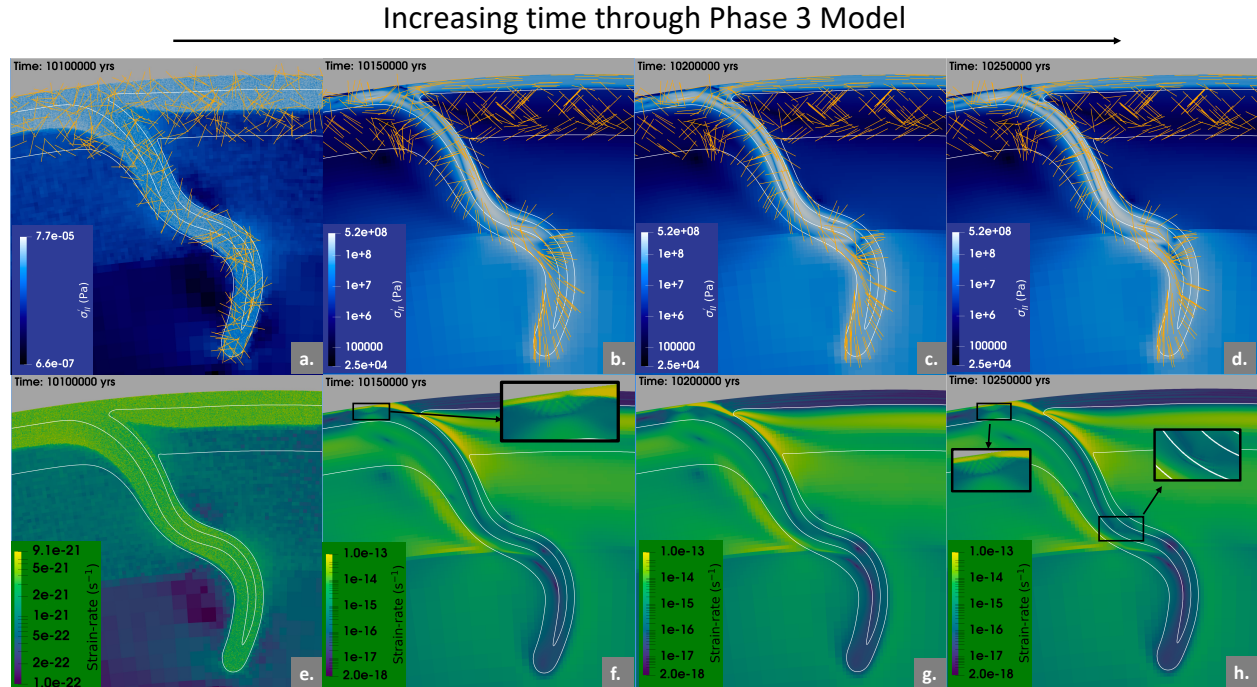 Increasing time through Phase 3 Model
Time: 10100000 yrs
7.7e-05
6.6e-07
σ'II (Pa)
a.
Time: 10150000 yrs
5.2e+08
1e+8
1e+7
1e+6
100000
2.5e+04
σ'II (Pa)
b.
Time: 10200000 yrs
5.2e+08
1e+8
1e+7
1e+6
100000
2.5e+04
σ'II (Pa)
c.
Time: 10250000 yrs
5.2e+08
1e+8
1e+7
1e+6
100000
2.5e+04
σ'II (Pa)
d.
Time: 10100000 yrs
9.1e-21
5e-21
2e-21
1e-21
5e-22
2e-22
1.0e-22
Strain-rate (s⁻¹)
e.
Time: 10150000 yrs
1.0e-13
1e-14
1e-15
1e-16
1e-17
2.0e-18
Strain-rate (s⁻¹)
f.
Time: 10200000 yrs
1.0e-13
1e-14
1e-15
1e-16
1e-17
2.0e-18
Strain-rate (s⁻¹)
g.
Time: 10250000 yrs
1.0e-13
1e-14
1e-15
1e-16
1e-17
2.0e-18
Strain-rate (s⁻¹)
h.